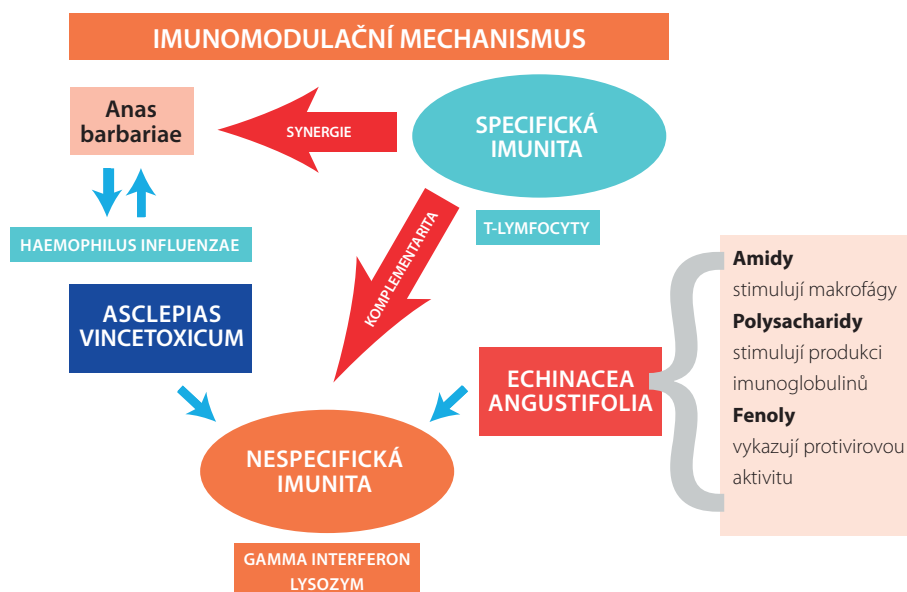 IMUNOMODULAČNÍ MECHANISMUS
Anas
barbariae
SYNERGIE
SPECIFICKÁ
IMUNITA
T-LYMFOCYTY
HAEMOPHILUS INFLUENZAE
KOMPLEMENTARITA
ASCLEPIAS
VINCETOXICUM
ECHINACEA
ANGUSTIFOLIA
Amidy
stimulují makrofágy
Polysacharidy
stimulují produkci
imunoglobulinů
Fenoly
vykazují protivirovou
aktivitu
NESPECIFICKÁ
IMUNITA
GAMMA INTERFERON
LYSOZYM